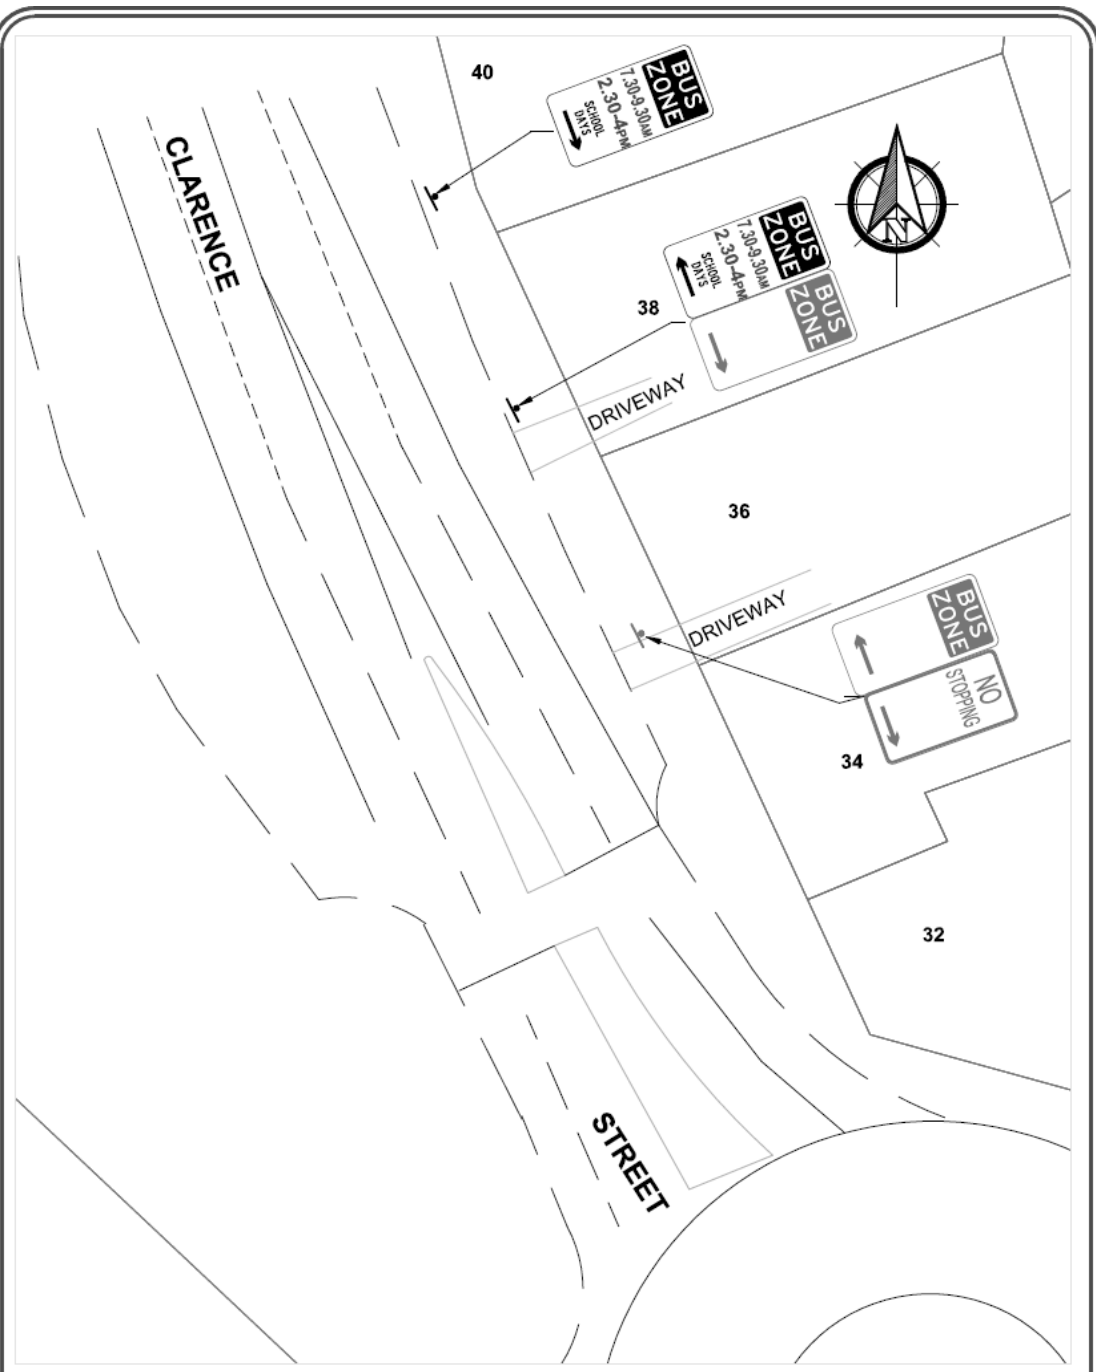 40
BUS
ZONE
7.30-9.30AM
2.30-4PM
SCHOOL
DAYS
CLARENCE
N
BUS
ZONE
7.30-9.30AM
2.30-4PM
SCHOOL
DAYS
38
BUS
ZONE
DRIVEWAY
36
DRIVEWAY
BUS
ZONE
NO
STOPPING
34
32
STREET